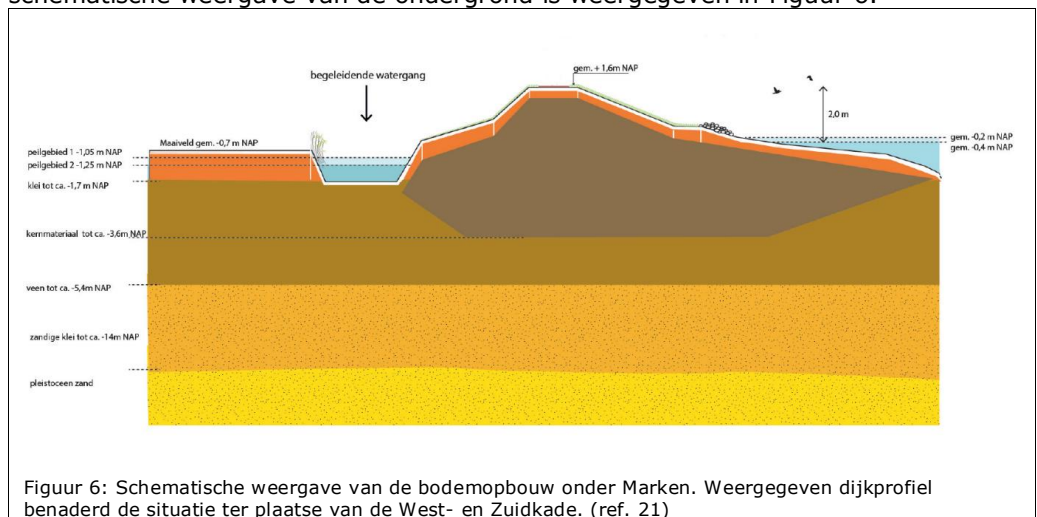 schematische weergave van de ondergrond is weergegeven in Figuur 6.
gem. + 1,6m NAP
begeleidende watergang
2,0 m
Maaiveld gem. -0,7 m NAP
gem. -0,2 m NAP
gem. -0,4 m NAP
peilgebied 1 -1,05 m NAP
peilgebied 2 -1,25 m NAP
klei tot ca. -1,7 m NAP
kernmateriaal tot ca. -3,6m NAP
veen tot ca. -5,4m NAP
zandige klei tot ca. -14m NAP
pleistoceen zand
Figuur 6: Schematische weergave van de bodemopbouw onder Marken. Weergegeven dijkprofiel
benaderd de situatie ter plaatse van de West- en Zuidkade. (ref. 21)